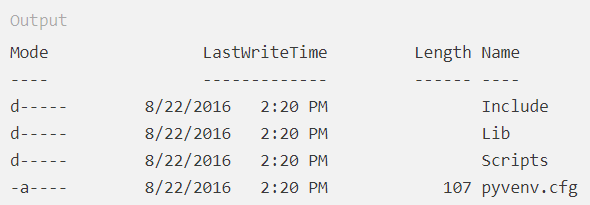 Output
Mode                LastWriteTime         Length Name
----                -------------         ------ ----
d-----        8/22/2016   2:20 PM                Include
d-----        8/22/2016   2:20 PM                Lib
d-----        8/22/2016   2:20 PM                Scripts
-a----        8/22/2016   2:20 PM            107 pyvenv.cfg